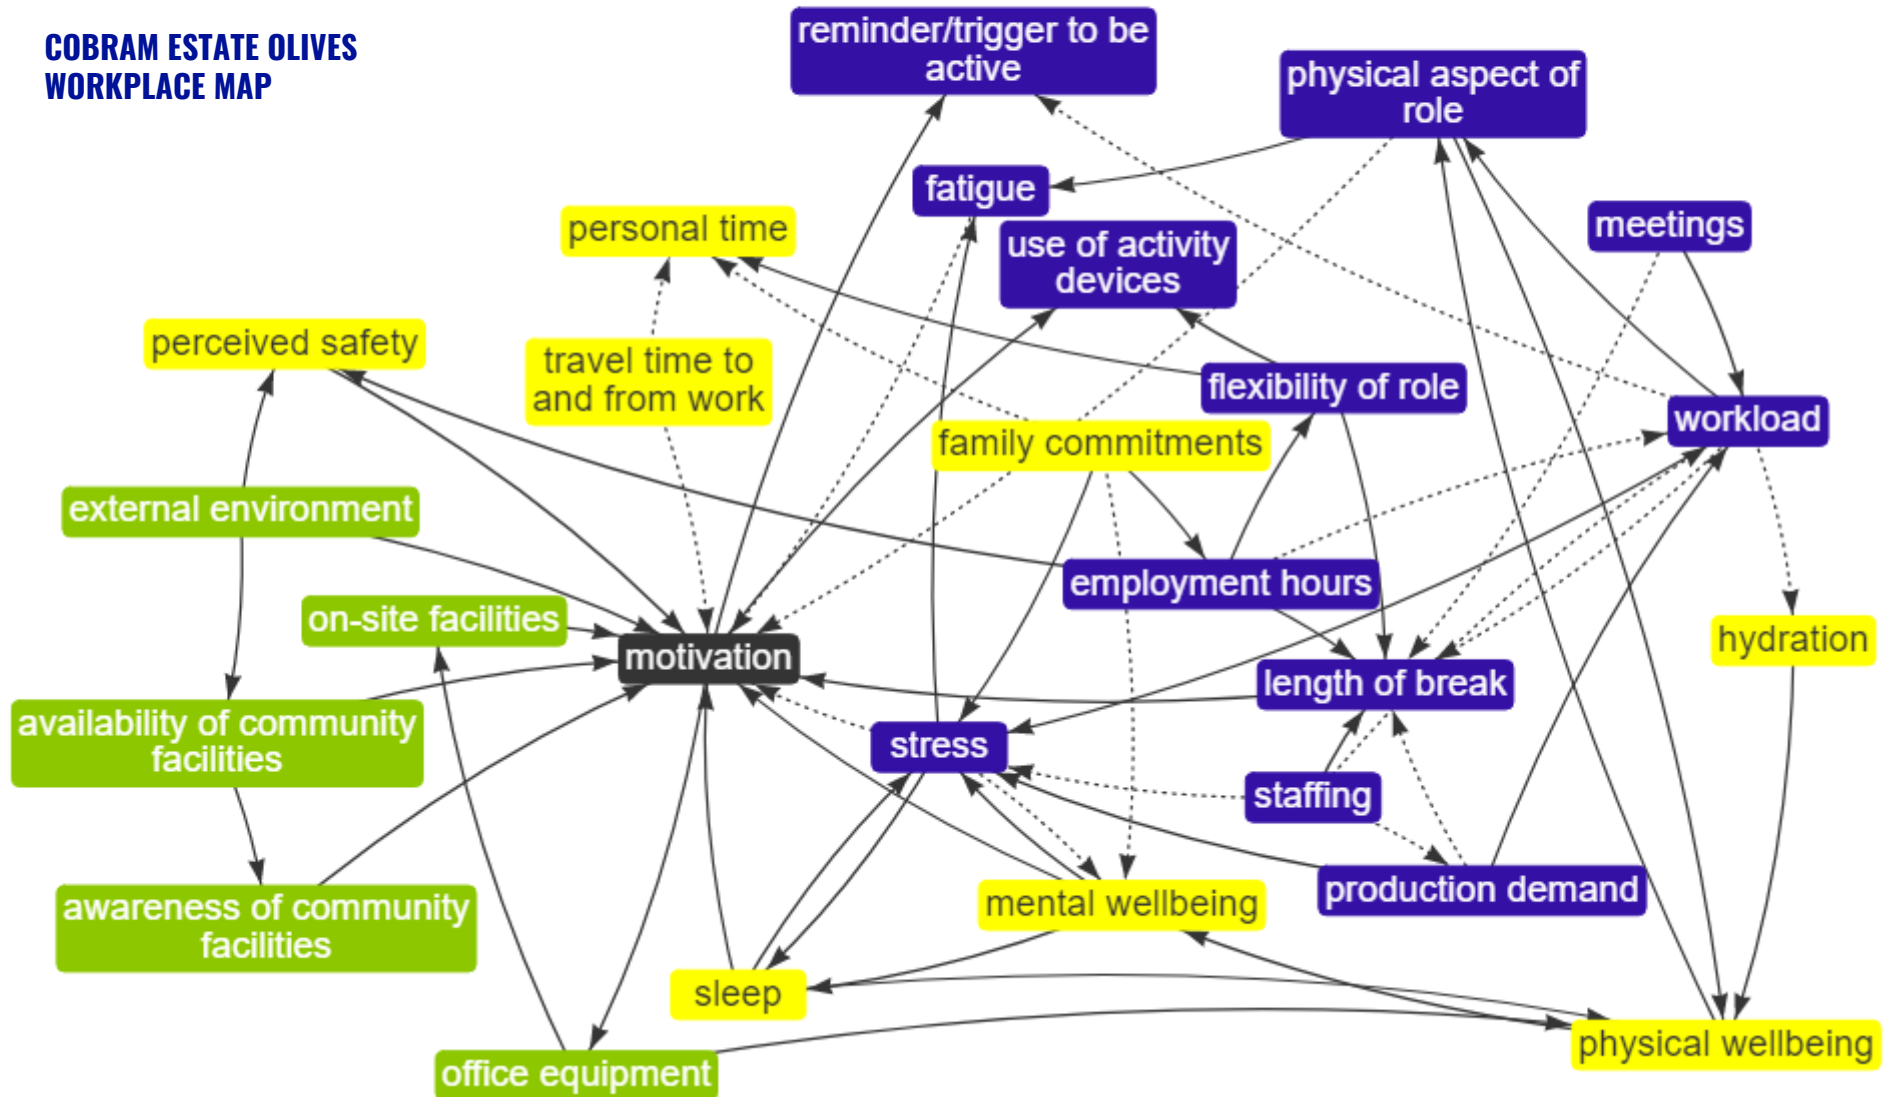 COBRAM ESTATE OLIVES
WORKPLACE MAP
reminder/trigger to be
active
physical aspect of
role
fatigue
personal time
meetings
use of activity
devices
perceived safety
travel time to
and from work
flexibility of role
workload
family commitments
external environment
employment hours
on-site facilities
motivation
hydration
length of break
availability of community
facilities
stress
staffing
production demand
mental wellbeing
awareness of community
facilities
sleep
physical wellbeing
office equipment